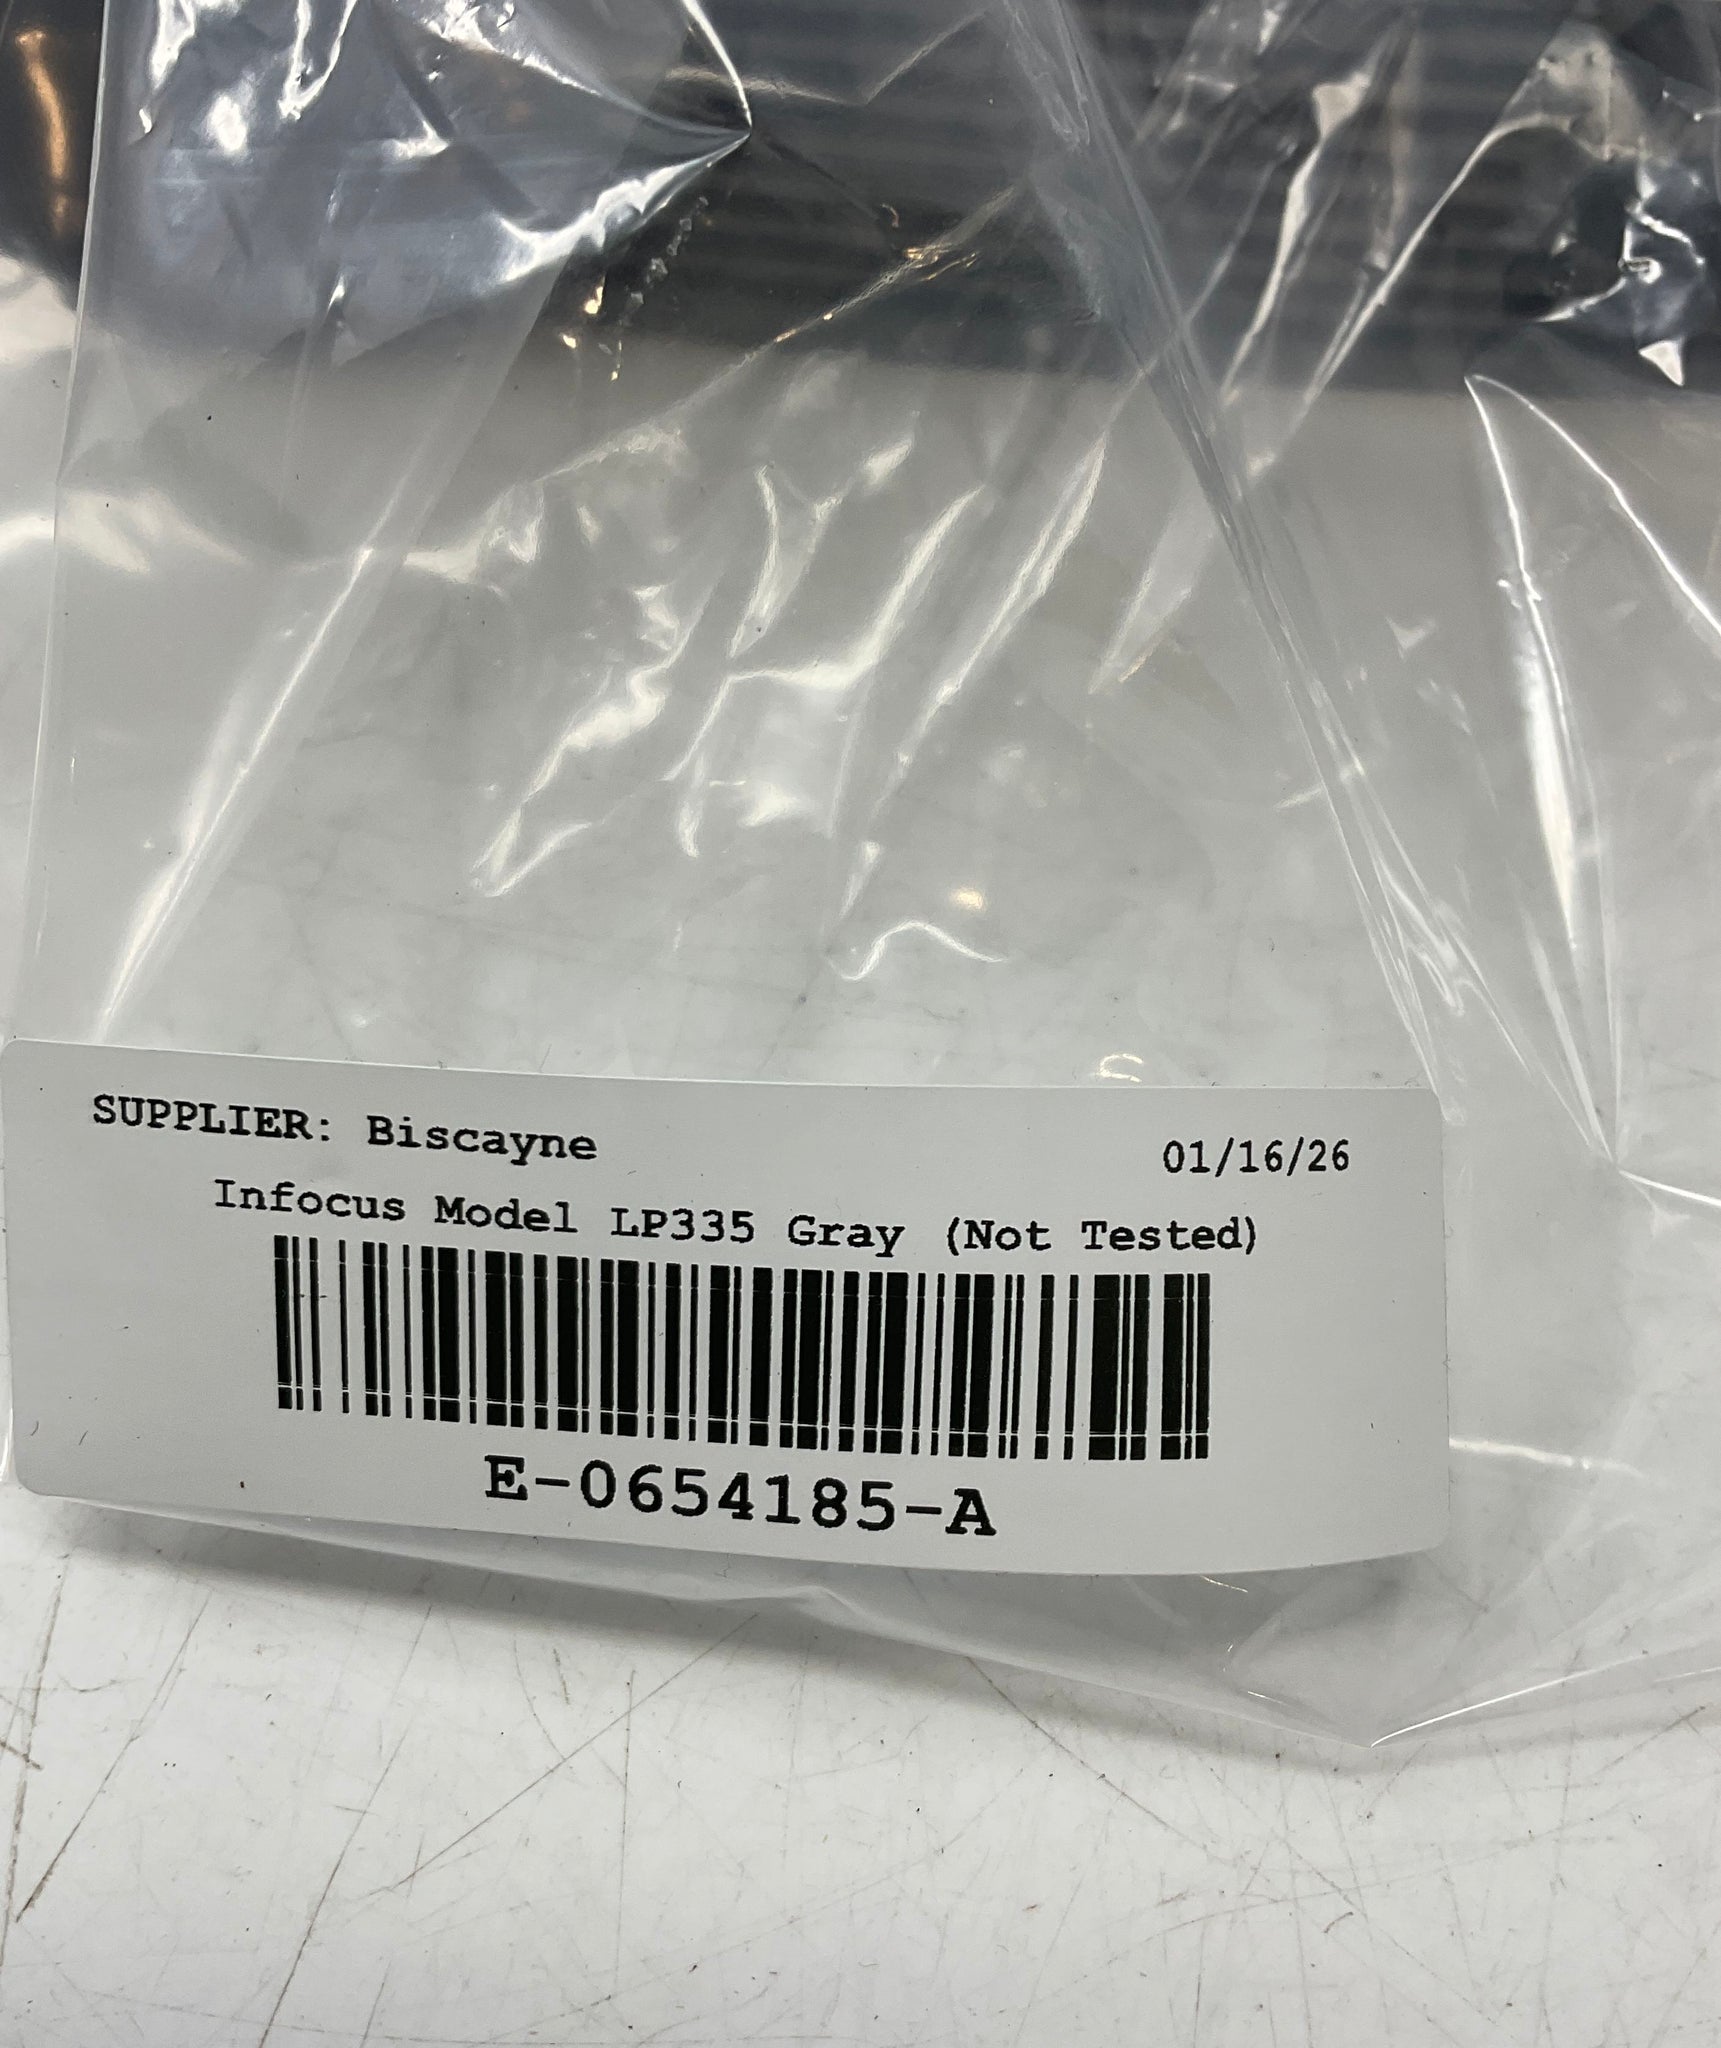 SUPPLIER: Biscayne 01/16/26
Infocus Model LP335 Gray (Not Tested)
E-0654185-A